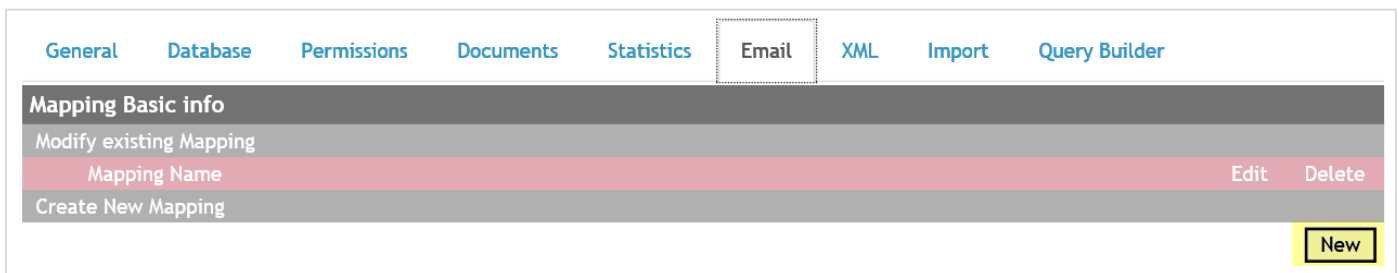 General Database Permissions Documents Statistics Email XML Import Query Builder
Mapping Basic info
Modify existing Mapping
Mapping Name Edit Delete
Create New Mapping
New